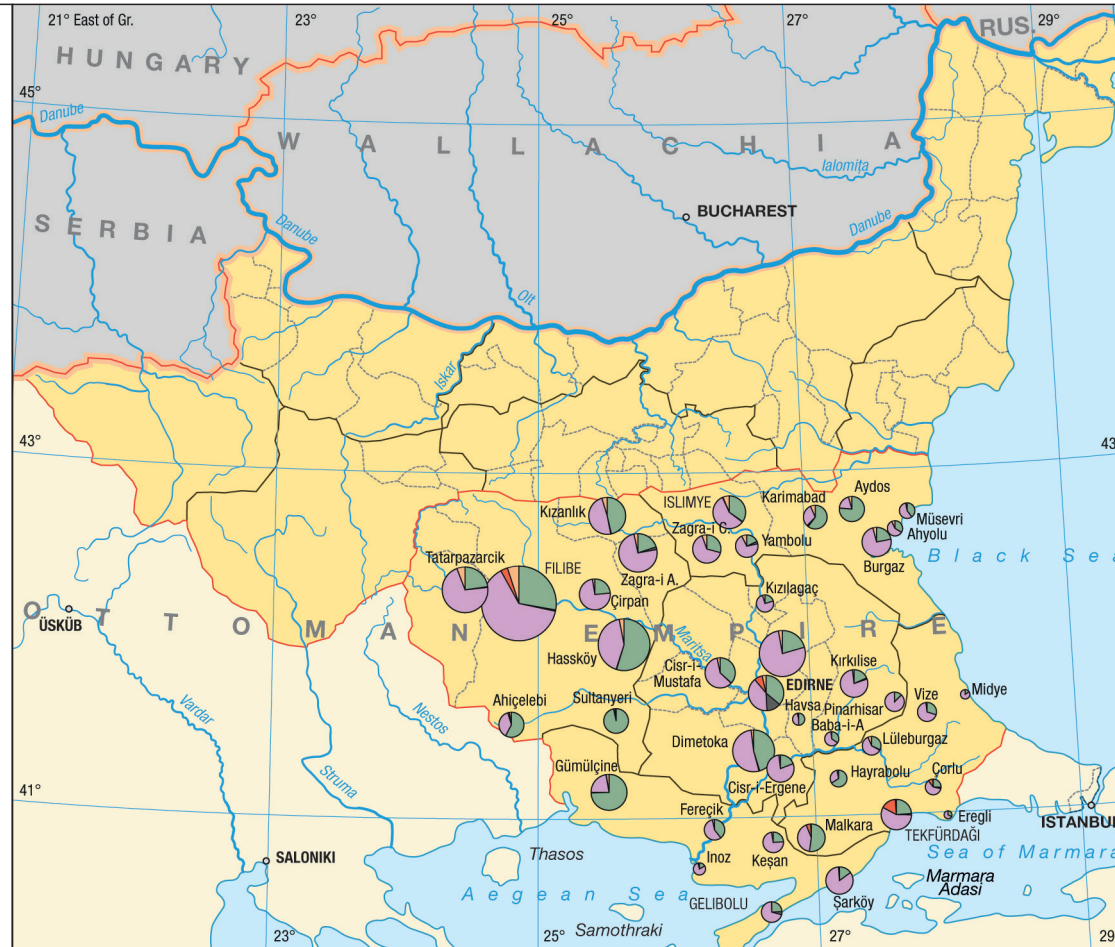 21° East of Gr.
23°
25°
27°
RUS.
29°
HUNGARY
45°
Danube
WALLACHIA
Ialomița
BUCHAREST
SERBIA
Danube
Danube
Olt
Iskar
43°
43
Kızanlık
ISLIMYE
Karimabad
Aydos
Müsevri
Ahyolu
Zagra-i C.
Yambolu
Burgaz
Black Sea
Tatarpazarcik
FILIBE
Zagra-i A.
Çirpan
Kızılagaç
ÜSKÜB
OTTOMAN EMPIRE
Hassköy
Maritsa
Cisr-i-
Mustafa
EDIRNE
Kırkılise
Midye
Vize
Pinarhisar
Havsa
Baba-i-A
Lüleburgaz
Ahiçelebi
Sultanyeri
Vardar
Nestos
Struma
Dimetoka
Cisr-i-Ergene
Hayrabolu
Çorlu
Gümülçine
41°
Fereçik
Malkara
Eregli
TEKFÜRDAĞI
ISTANBUL
SALONIKI
Thasos
Inoz
Keşan
Sea of Marmara
Marmara
Adasi
Aegean Sea
GELIBOLU
Şarköy
Samothraki
23°
25°
27°
29